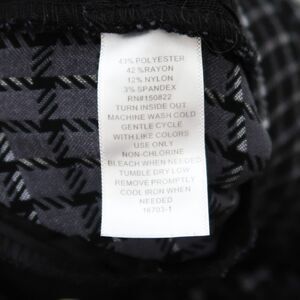 43% POLYESTER
42% RAYON
12% NYLON
3% SPANDEX
RN#150822
TURN INSIDE OUT
MACHINE WASH COLD
GENTLE CYCLE
WITH LIKE COLORS
USE ONLY
NON-CHLORINE
BLEACH WHEN NEEDED
TUMBLE DRY LOW
REMOVE PROMPTLY
COOL IRON WHEN
NEEDED
16703-1